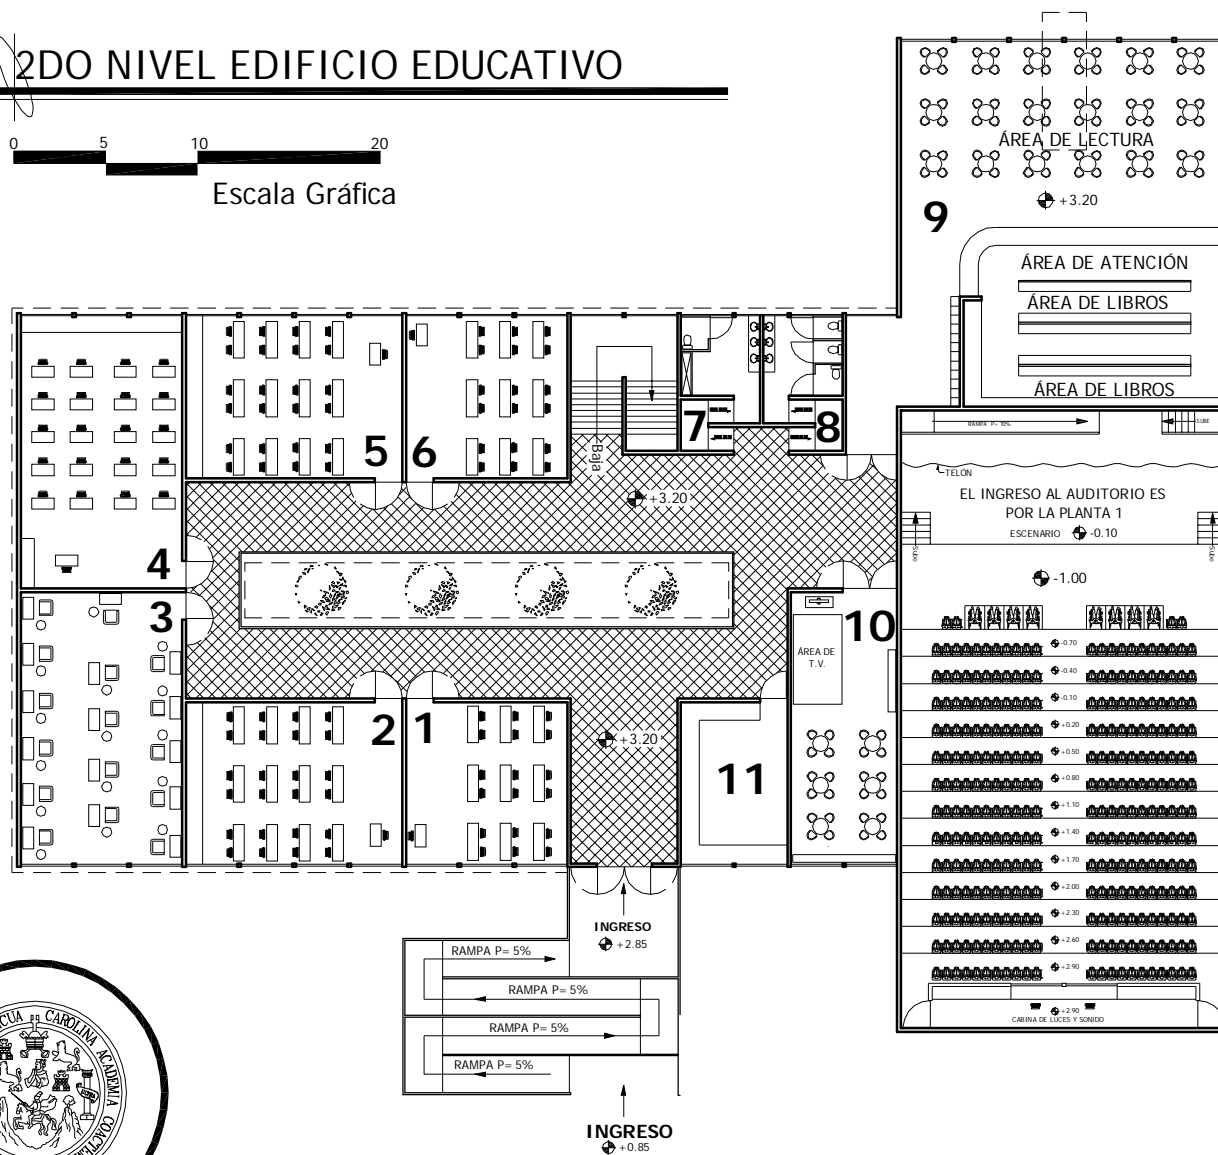 2DO NIVEL EDIFICIO EDUCATIVO
0 5 10 20
Escala Gráfica
ÁREA DE LECTURA
+3.20
9
ÁREA DE ATENCIÓN
ÁREA DE LIBROS
ÁREA DE LIBROS
RAMPA P= 10%
SUBE
TELÓN
EL INGRESO AL AUDITORIO ES
POR LA PLANTA 1
ESCENARIO -0.10
Sube
Sube
-1.00
5
6
7
8
Baja
+3.20
4
3
10
ÁREA DE
T.V.
2
1
+3.20
11
-0.70
-0.40
-0.10
+0.20
+0.50
+0.80
+1.10
+1.40
+1.70
+2.00
+2.30
+2.60
+2.90
+2.90
CABINA DE LUCES Y SONIDO
INGRESO
+2.85
RAMPA P= 5%
RAMPA P= 5%
RAMPA P= 5%
RAMPA P= 5%
INGRESO
+0.85
CAROLINA ACADEMIA